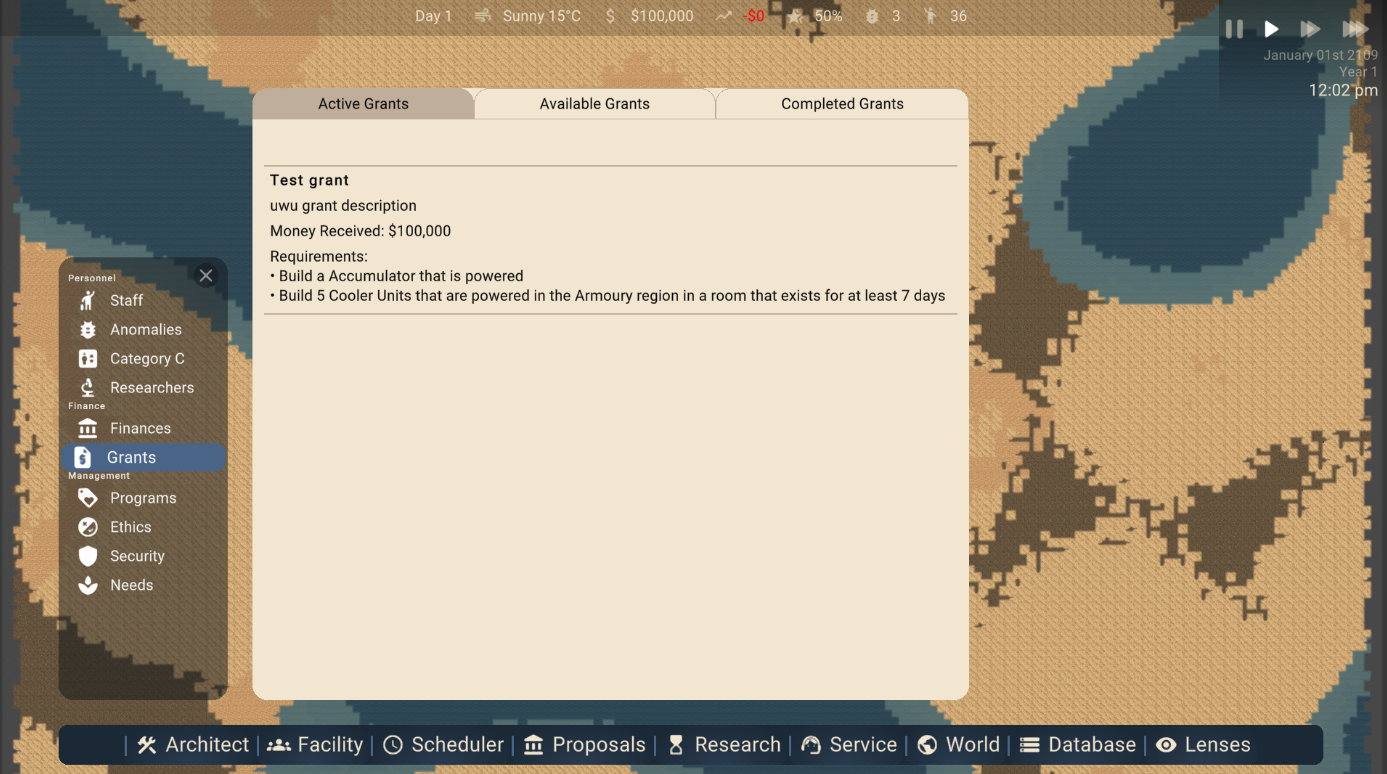 Day 1 Sunny 15°C $ $100,000 -$0 50% 3 36
January 01st 2109
Year 1
12:02 pm
Active Grants Available Grants Completed Grants
Test grant
uwu grant description
Money Received: $100,000
Requirements:
• Build a Accumulator that is powered
• Build 5 Cooler Units that are powered in the Armoury region in a room that exists for at least 7 days
Personnel
Staff
Anomalies
Category C
Researchers
Finance
Finances
Grants
Management
Programs
Ethics
Security
Needs
Architect Facility Scheduler Proposals Research Service World Database Lenses